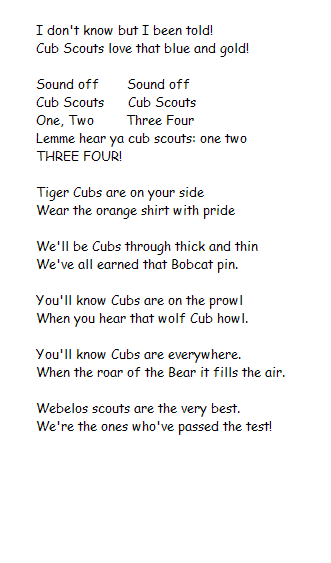 I don't know but I been told!
Cub Scouts love that blue and gold!
Sound off Sound off
Cub Scouts Cub Scouts
One, Two Three Four
Lemme hear ya cub scouts: one two
THREE FOUR!
Tiger Cubs are on your side
Wear the orange shirt with pride
We'll be Cubs through thick and thin
We've all earned that Bobcat pin.
You'll know Cubs are on the prowl
When you hear that wolf Cub howl.
You'll know Cubs are everywhere.
When the roar of the Bear it fills the air.
Webelos scouts are the very best.
We're the ones who've passed the test!